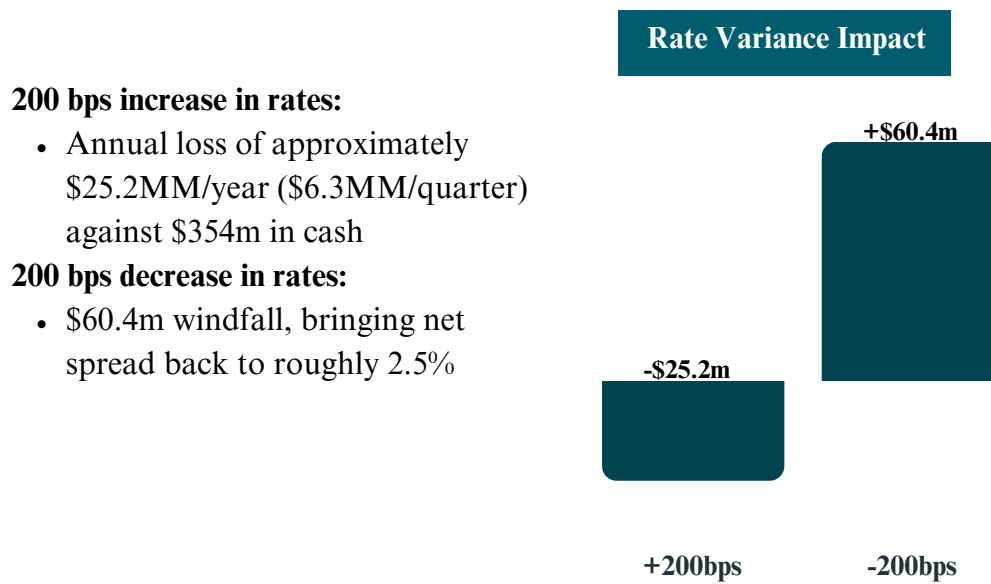 Rate Variance Impact
200 bps increase in rates:
• Annual loss of approximately
$25.2MM/year ($6.3MM/quarter)
against $354m in cash
200 bps decrease in rates:
• $60.4m windfall, bringing net
spread back to roughly 2.5%
+$60.4m
-$25.2m
+200bps
-200bps